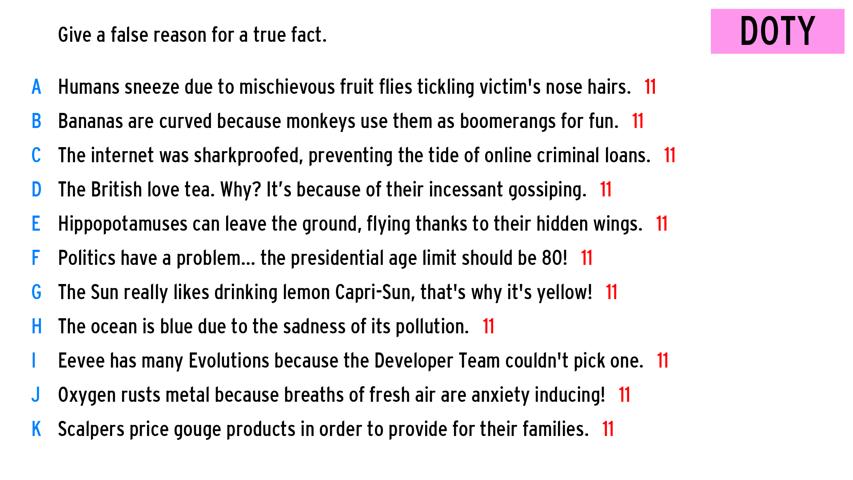 Give a false reason for a true fact.
DOTY
A Humans sneeze due to mischievous fruit flies tickling victim's nose hairs. 11
B Bananas are curved because monkeys use them as boomerangs for fun. 11
C The internet was sharkproofed, preventing the tide of online criminal loans. 11
D The British love tea. Why? It’s because of their incessant gossiping. 11
E Hippopotamuses can leave the ground, flying thanks to their hidden wings. 11
F Politics have a problem... the presidential age limit should be 80! 11
G The Sun really likes drinking lemon Capri-Sun, that's why it's yellow! 11
H The ocean is blue due to the sadness of its pollution. 11
I Eevee has many Evolutions because the Developer Team couldn't pick one. 11
J Oxygen rusts metal because breaths of fresh air are anxiety inducing! 11
K Scalpers price gouge products in order to provide for their families. 11